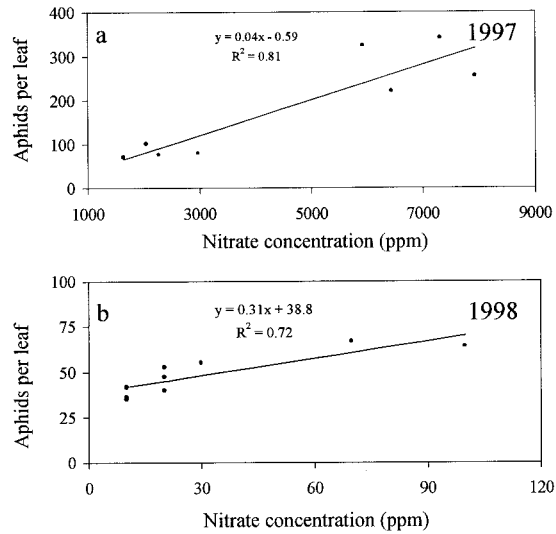 400
a
y = 0.04x - 0.59
R² = 0.81
1997
300
200
100
0
Aphids per leaf
1000 3000 5000 7000 9000
Nitrate concentration (ppm)
100
b
y = 0.31x + 38.8
R² = 0.72
1998
75
50
25
0
Aphids per leaf
0 30 60 90 120
Nitrate concentration (ppm)